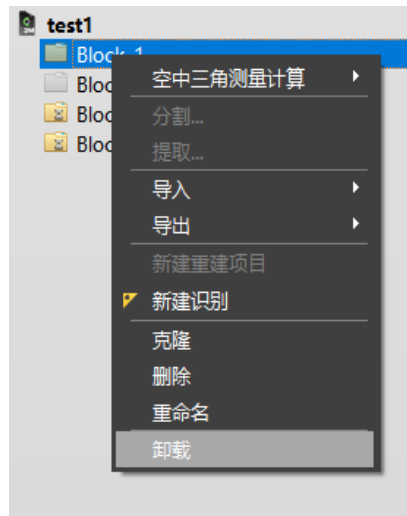 test1
Block_1
空中三角测量计算
Bloc
分割...
Bloc
提取...
Bloc
导入
导出
新建重建项目
新建识别
克隆
删除
重命名
卸载